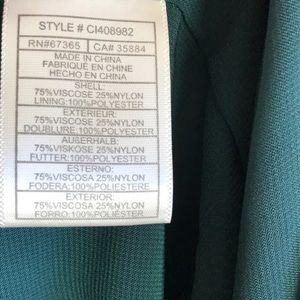 STYLE # CI408982
RN#67365 CA# 35884
MADE IN CHINA
FABRIQUÉ EN CHINE
HECHO EN CHINA
SHELL:
75%VISCOSE 25%NYLON
LINING:100%POLYESTER
EXTERIEUR:
75%VISCOSE 25%NYLON
DOUBLURE:100%POLYESTER
AUßERHALB:
75%VISKOSE 25%NYLON
FUTTER:100%POLYESTER
ESTERNO:
75%VISCOSA 25%NYLON
FODERA:100%POLIESTERE
EXTERIOR:
75%VISCOSA 25%NYLON
FORRO:100%POLIESTER